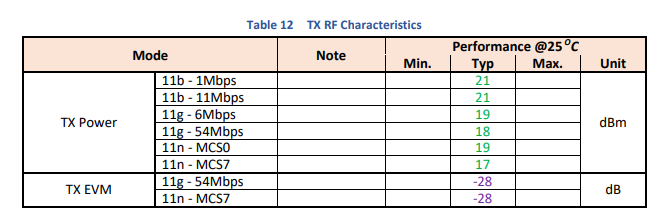 Table 12 TX RF Characteristics
Mode Note Performance @25°C
Min. Typ Max. Unit
TX Power 11b - 1Mbps 21 dBm
11b - 11Mbps 21
11g - 6Mbps 19
11g - 54Mbps 18
11n - MCS0 19
11n - MCS7 17
TX EVM 11g - 54Mbps -28 dB
11n - MCS7 -28